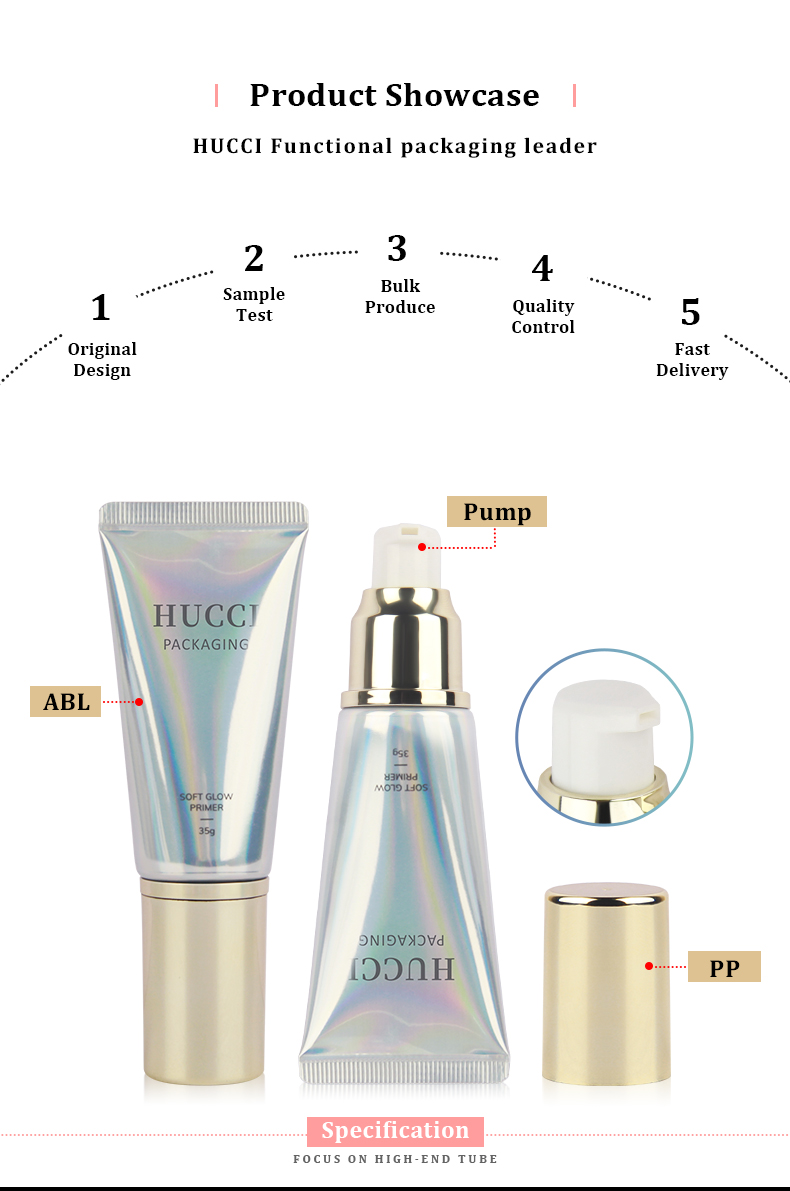 Product Showcase
HUCCI Functional packaging leader
1
Original
Design
2
Sample
Test
3
Bulk
Produce
4
Quality
Control
5
Fast
Delivery
Pump
HUCCI
PACKAGING
ABL
SOFT GLOW
PRIMER
35g
35g
SOFT GLOW
PRIMER
PACKAGING
HUCCI
PP
Specification
FOCUS ON HIGH-END TUBE